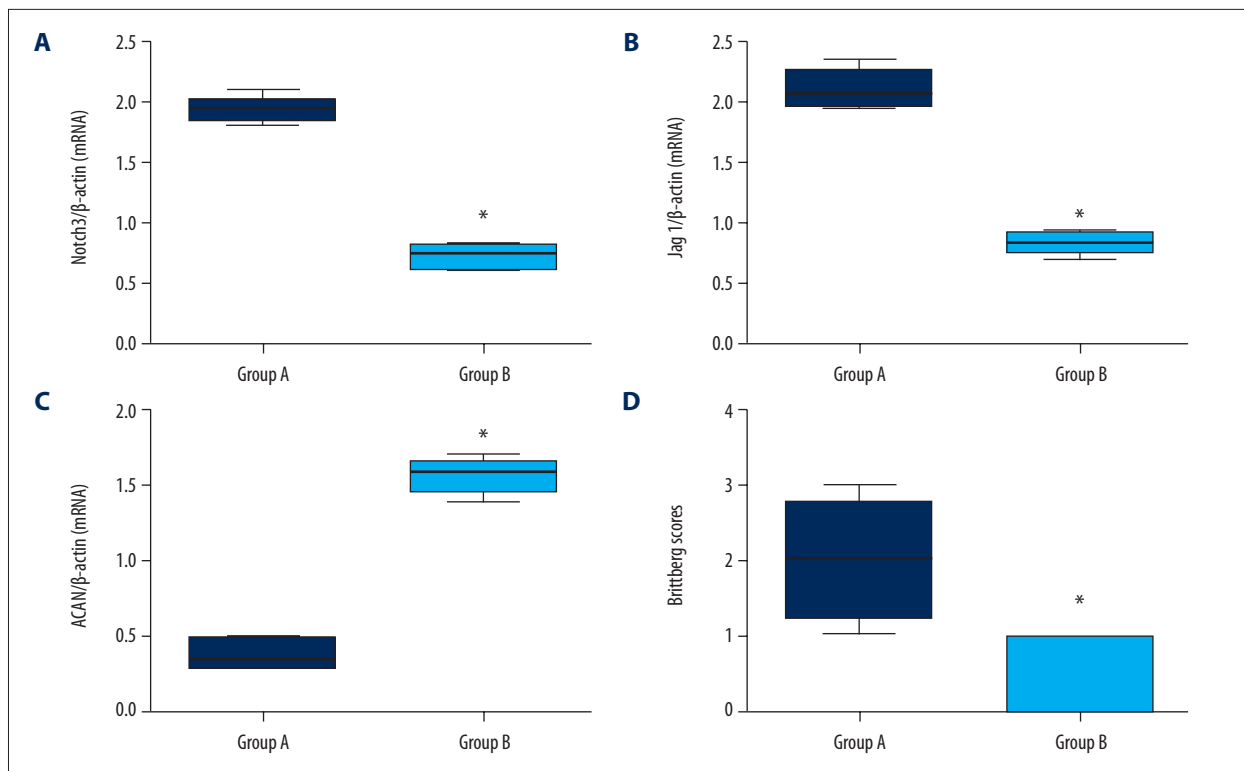 A
Notch3/β-actin (mRNA)
2.5
2.0
1.5
1.0
0.5
0.0
*
Group A
Group B
B
Jag 1/β-actin (mRNA)
2.5
2.0
1.5
1.0
0.5
0.0
*
Group A
Group B
C
ACAN/β-actin (mRNA)
2.0
1.5
1.0
0.5
0.0
*
Group A
Group B
D
Brittberg scores
4
3
2
1
0
*
Group A
Group B